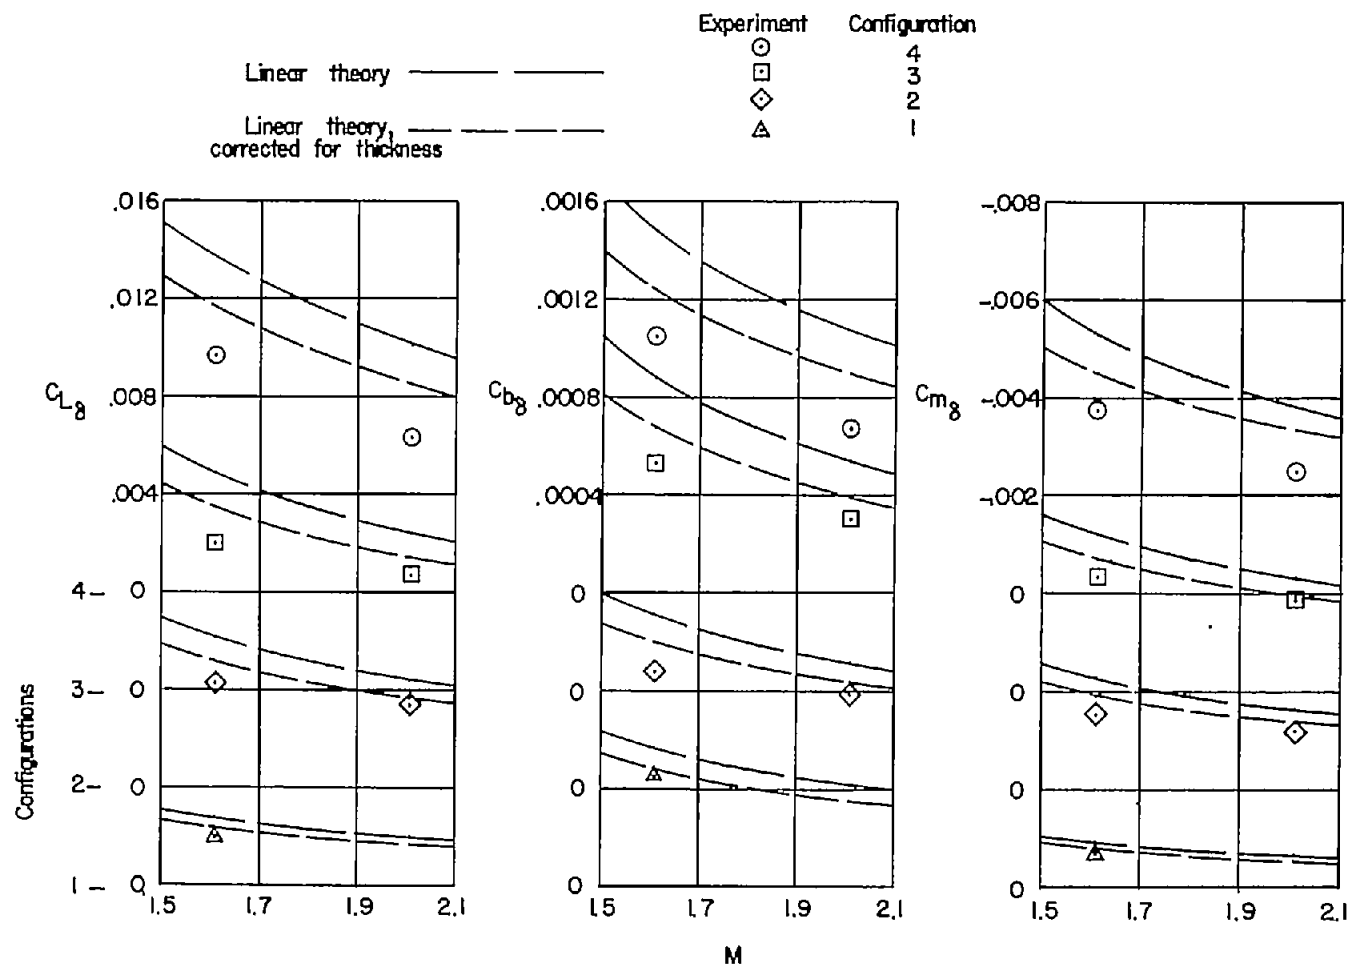 Experiment Configuration
4
Linear theory 3
2
Linear theory, 1
corrected for thickness
.016 .0016 -.008
.012 .0012 -.006
CLδ .008 Cbδ .0008 Cmδ -.004
.004 .0004 -.002
4- 0 0 0
3- 0 0 0
2- 0 0 0
1- 0 0 0
Configurations
1.5 1.7 1.9 2.1 1.5 1.7 1.9 2.1 1.5 1.7 1.9 2.1
M